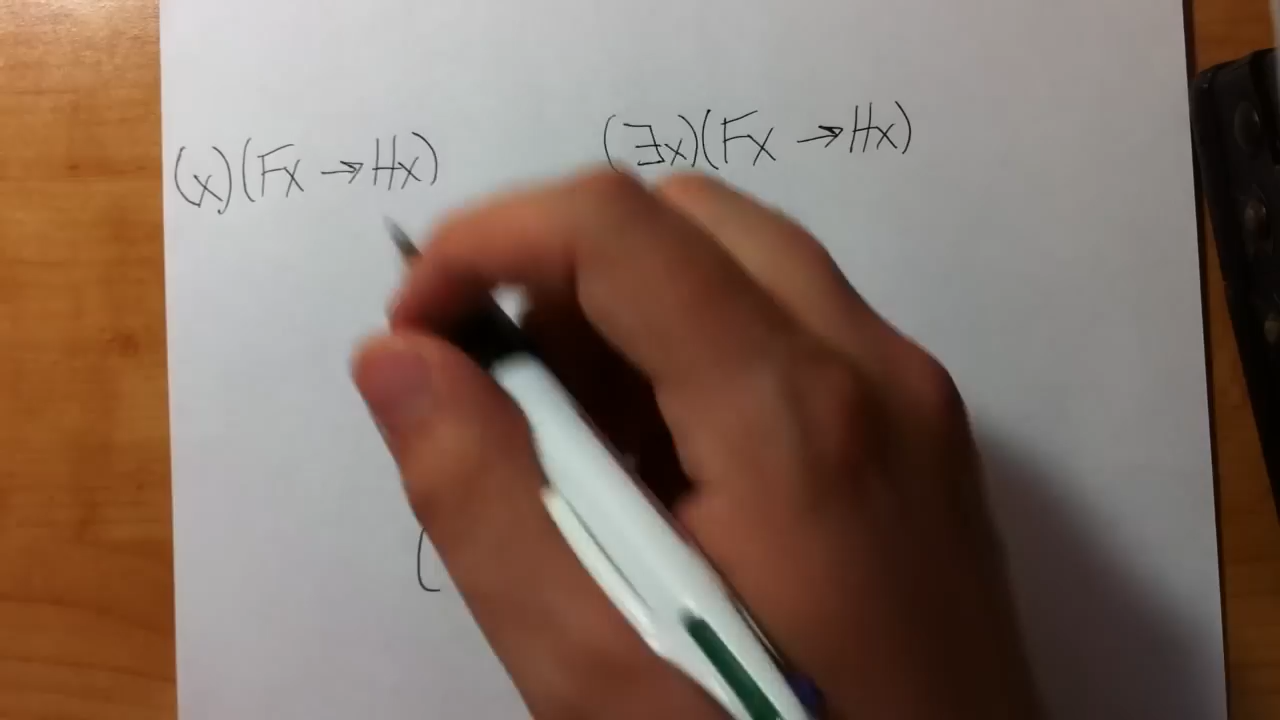 (x)(Fx → Hx) (∃x)(Fx → Hx)
(